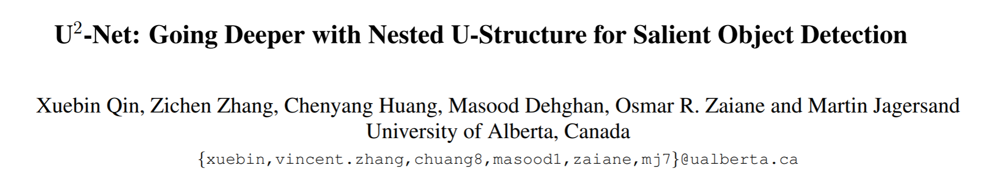 U²-Net: Going Deeper with Nested U-Structure for Salient Object Detection
Xuebin Qin, Zichen Zhang, Chenyang Huang, Masood Dehghan, Osmar R. Zaiane and Martin Jagersand
University of Alberta, Canada
{xuebin,vincent.zhang,chuang8,masood1,zaiane,mj7}@ualberta.ca